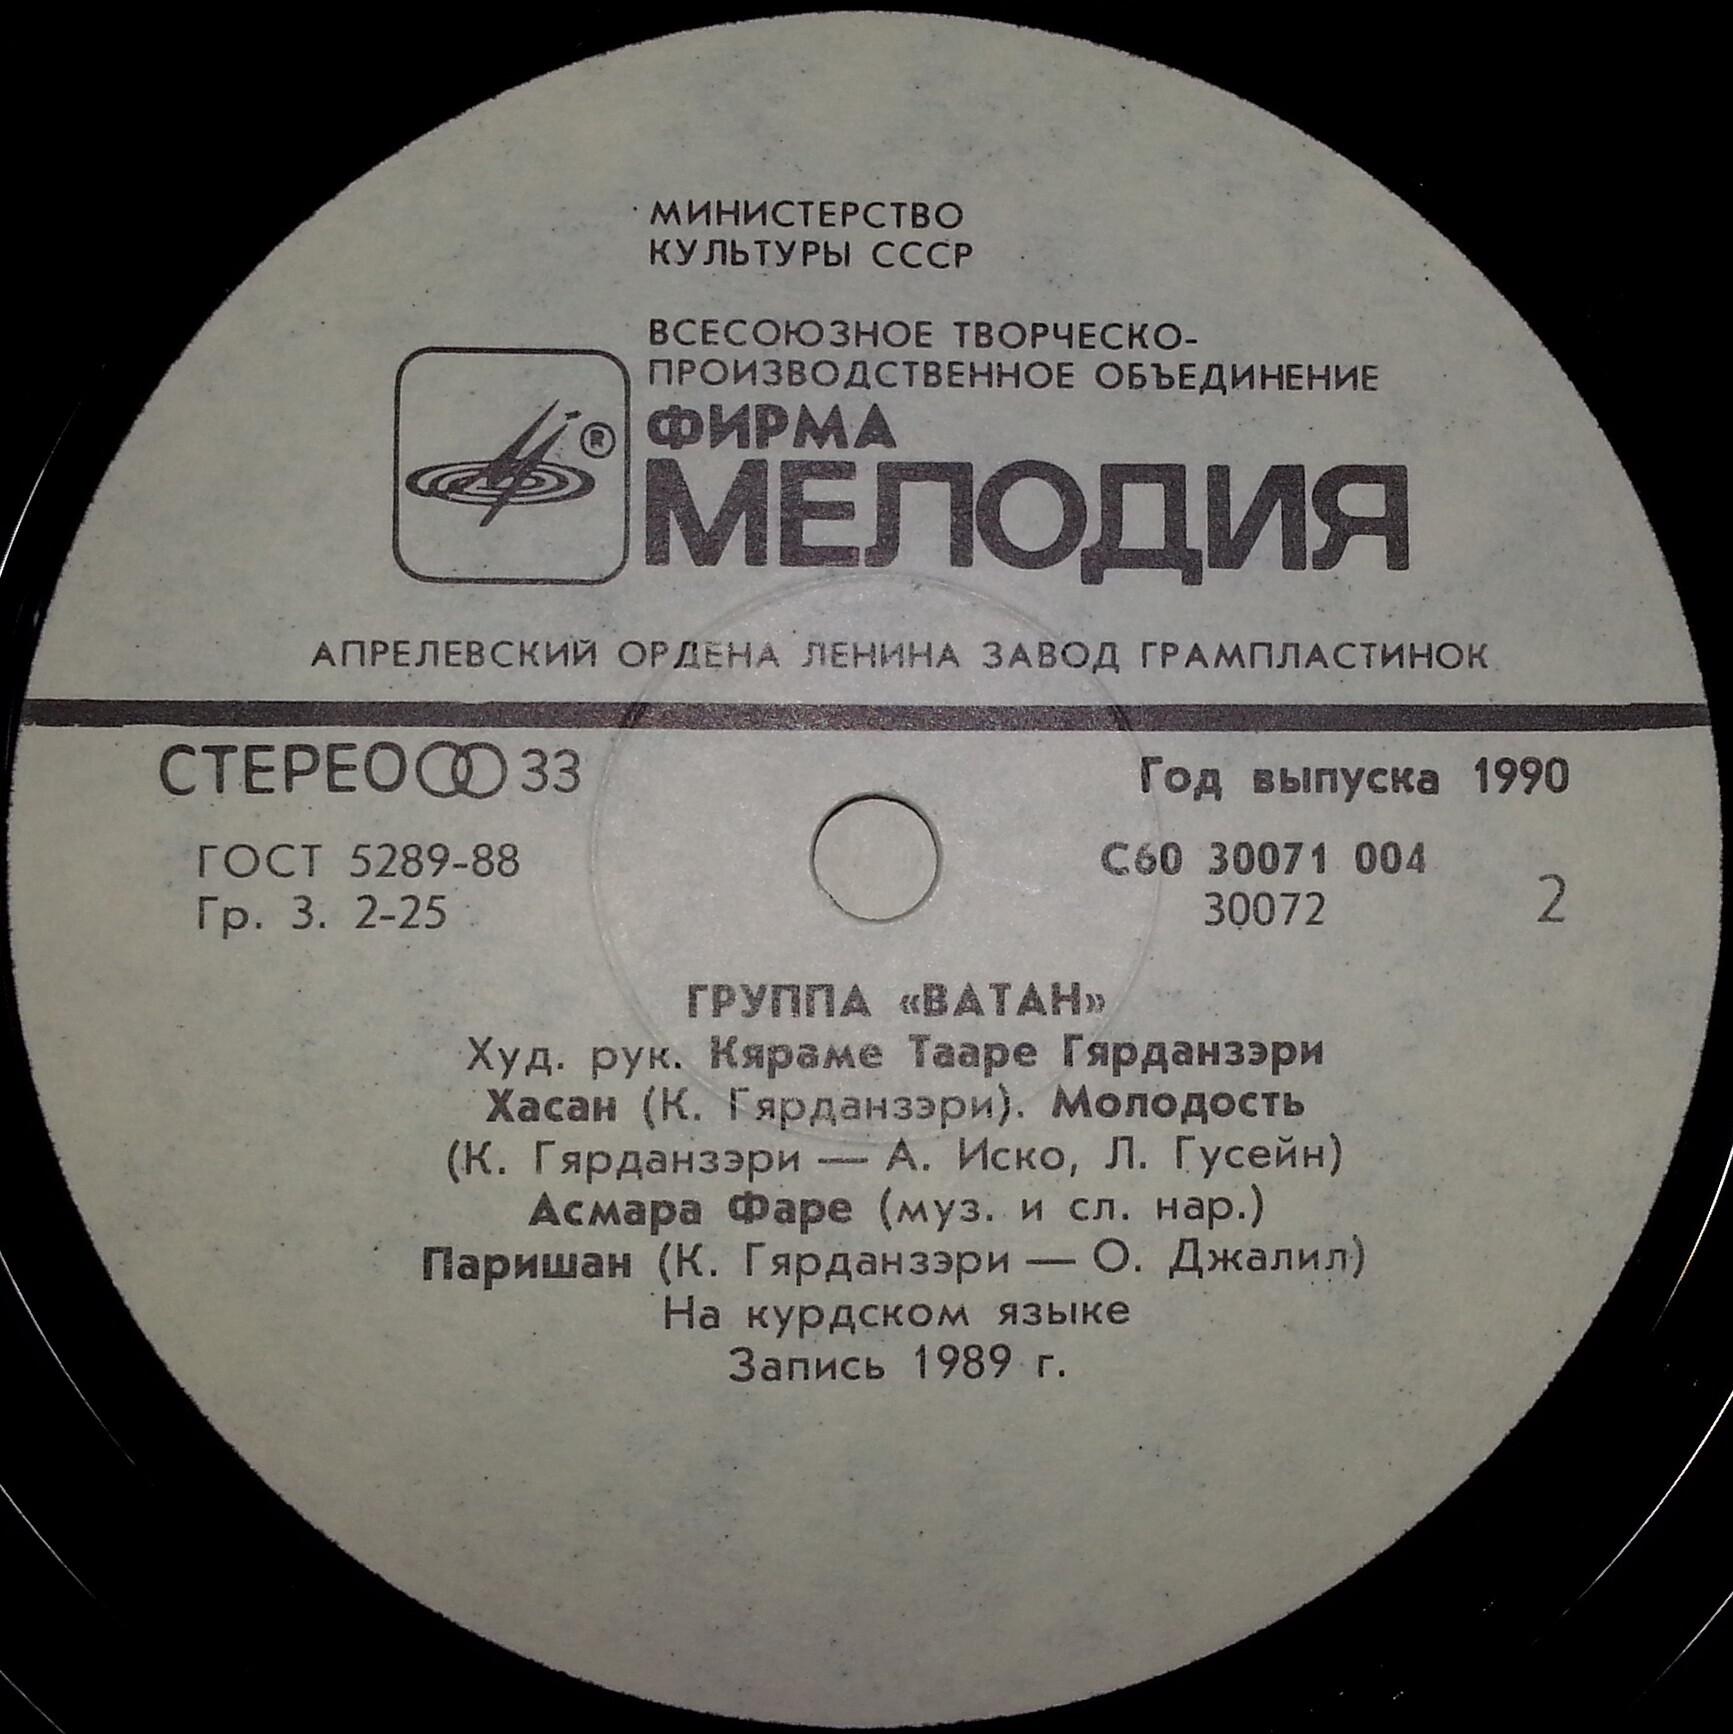 МИНИСТЕРСТВО
КУЛЬТУРЫ СССР
ВСЕСОЮЗНОЕ ТВОРЧЕСКО-
ПРОИЗВОДСТВЕННОЕ ОБЪЕДИНЕНИЕ
ФИРМА
®
МЕЛОДИЯ
АПРЕЛЕВСКИЙ ОРДЕНА ЛЕНИНА ЗАВОД ГРАМПЛАСТИНОК
СТЕРЕО 33
Год выпуска 1990
ГОСТ 5289-88
С60 30071 004
Гр. 3. 2-25
30072
2
ГРУППА «ВАТАН»
Худ. рук. Кяраме Тааре Гярданзэри
Хасан (К. Гярданзэри). Молодость
(К. Гярданзэри — А. Иско, Л. Гусейн)
Асмара Фаре (муз. и сл. нар.)
Паришан (К. Гярданзэри — О. Джалил)
На курдском языке
Запись 1989 г.